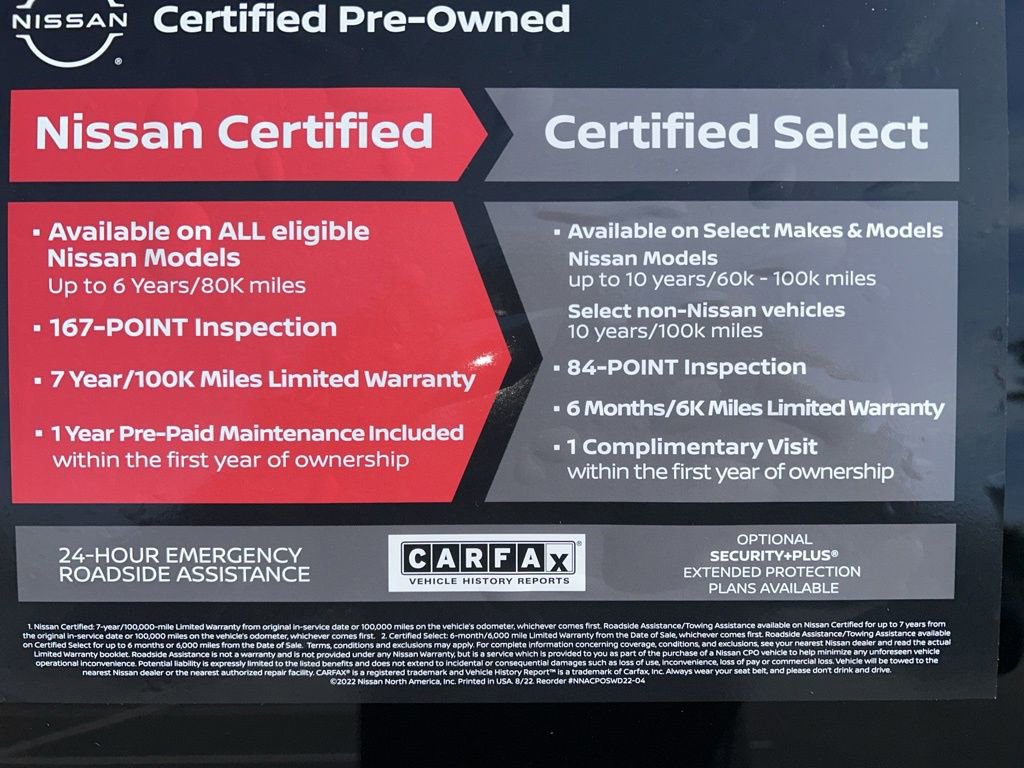 NISSAN
Certified Pre-Owned
Nissan Certified
▪ Available on ALL eligible
Nissan Models
Up to 6 Years/80K miles
▪ 167-POINT Inspection
▪ 7 Year/100K Miles Limited Warranty
▪ 1 Year Pre-Paid Maintenance Included
within the first year of ownership
Certified Select
▪ Available on Select Makes & Models
Nissan Models
up to 10 years/60k - 100k miles
Select non-Nissan vehicles
10 years/100k miles
▪ 84-POINT Inspection
▪ 6 Months/6K Miles Limited Warranty
▪ 1 Complimentary Visit
within the first year of ownership
24-HOUR EMERGENCY
ROADSIDE ASSISTANCE
CARFAX®
VEHICLE HISTORY REPORTS
OPTIONAL
SECURITY+PLUS®
EXTENDED PROTECTION
PLANS AVAILABLE
1. Nissan Certified: 7-year/100,000-mile Limited Warranty from original in-service date or 100,000 miles on the vehicle's odometer, whichever comes first. Roadside Assistance/Towing Assistance available on Nissan Certified for up to 7 years from
the original in-service date or 100,000 miles on the vehicle's odometer, whichever comes first. 2. Certified Select: 6-month/6,000 mile Limited Warranty from the Date of Sale, whichever comes first. Roadside Assistance/Towing Assistance available
on Certified Select for up to 6 months or 6,000 miles from the Date of Sale. Terms, conditions and exclusions may apply. For complete information concerning coverage, conditions, and exclusions, see your nearest Nissan dealer and read the actual
Limited Warranty booklet. Roadside Assistance is not a warranty and is not provided under any Nissan Warranty, but is a service which is provided to you as part of the purchase of a Nissan CPO vehicle to help minimize any unforeseen vehicle
operational inconvenience. Potential liability is expressly limited to the listed benefits and does not extend to incidental or consequential damages such as loss of use, inconvenience, loss of pay or commercial loss. Vehicle will be towed to the
nearest Nissan dealer or the nearest authorized repair facility. CARFAX® is a registered trademark and Vehicle History Report™ is a trademark of Carfax, Inc. Always wear your seat belt, and please don't drink and drive.
©2022 Nissan North America, Inc. Printed in USA. 8/22. Reorder #NNACPOSWD22-04